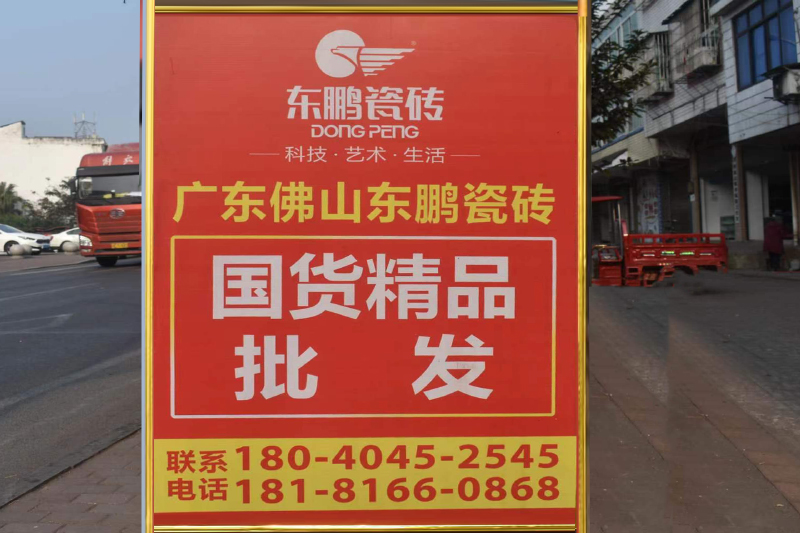 东鹏瓷砖
DONG PENG
科技·艺术·生活
广东佛山东鹏瓷砖
国货精品
批发
联系 180-4045-2545
电话 181-8166-0868